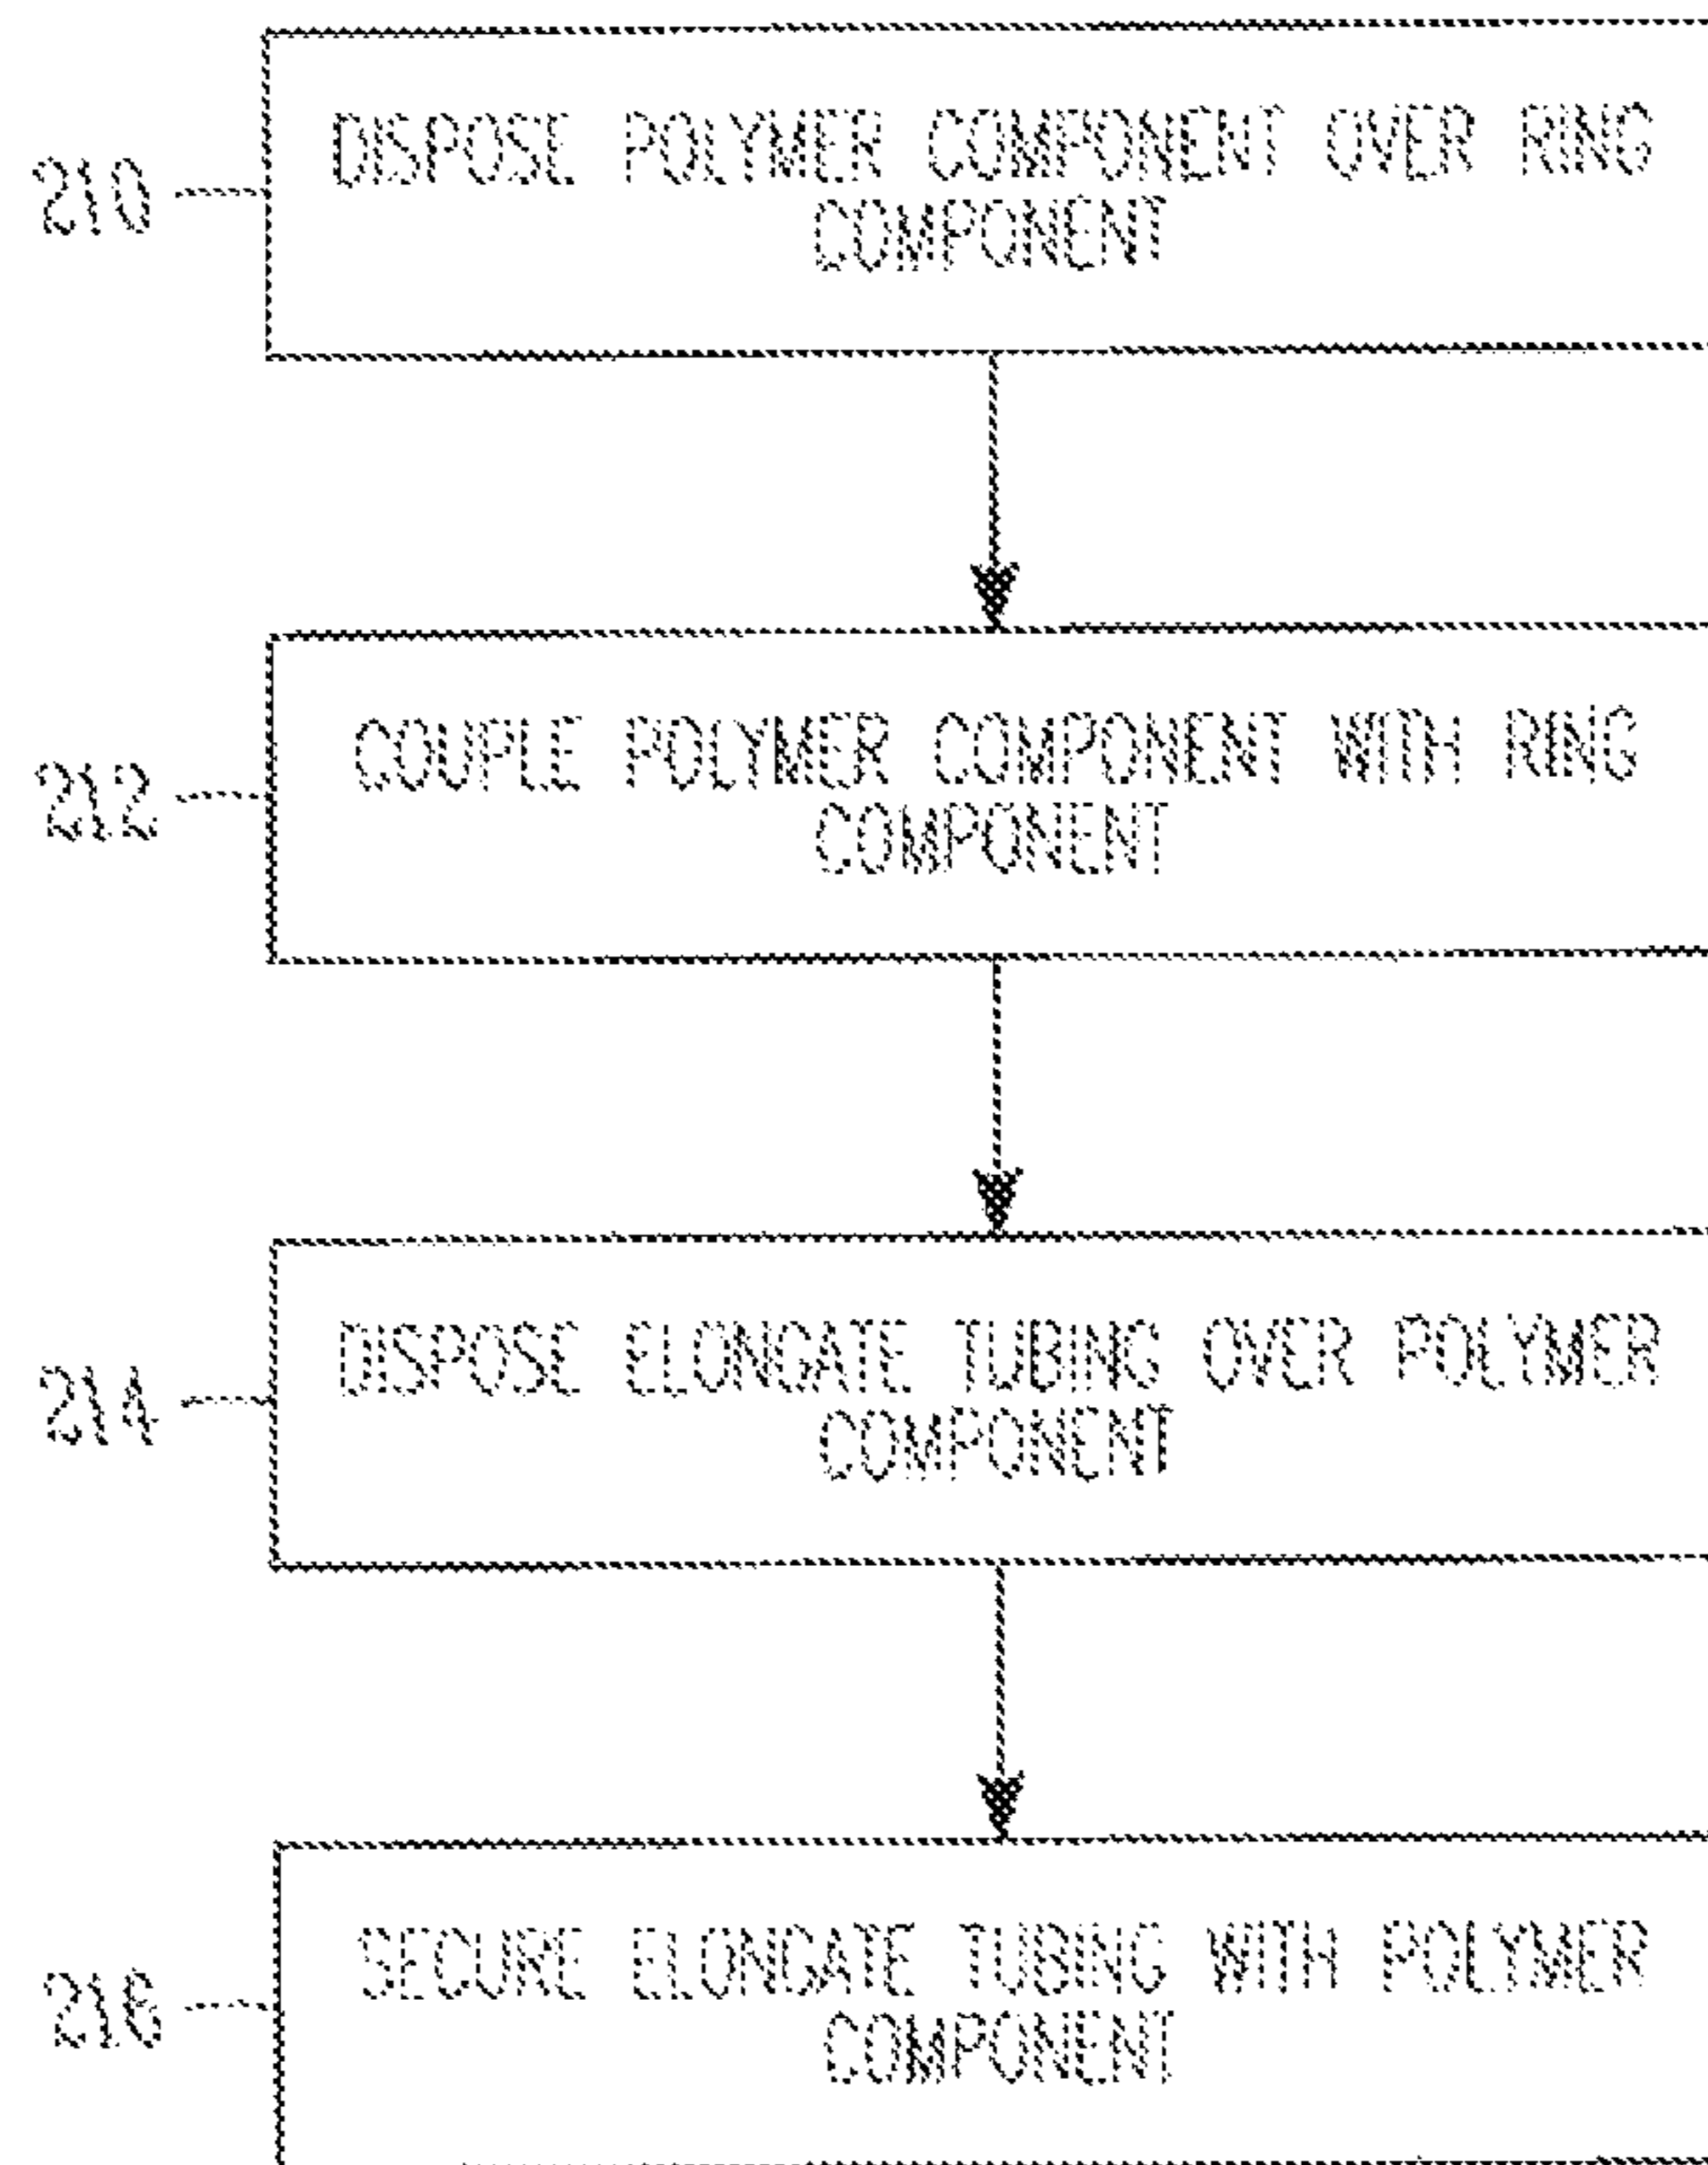 210
DISPOSE POLYMER COMPONENT OVER RING
COMPONENT
212
COUPLE POLYMER COMPONENT WITH RING
COMPONENT
214
DISPOSE ELONGATE TUBING OVER POLYMER
COMPONENT
216
SECURE ELONGATE TUBING WITH POLYMER
COMPONENT